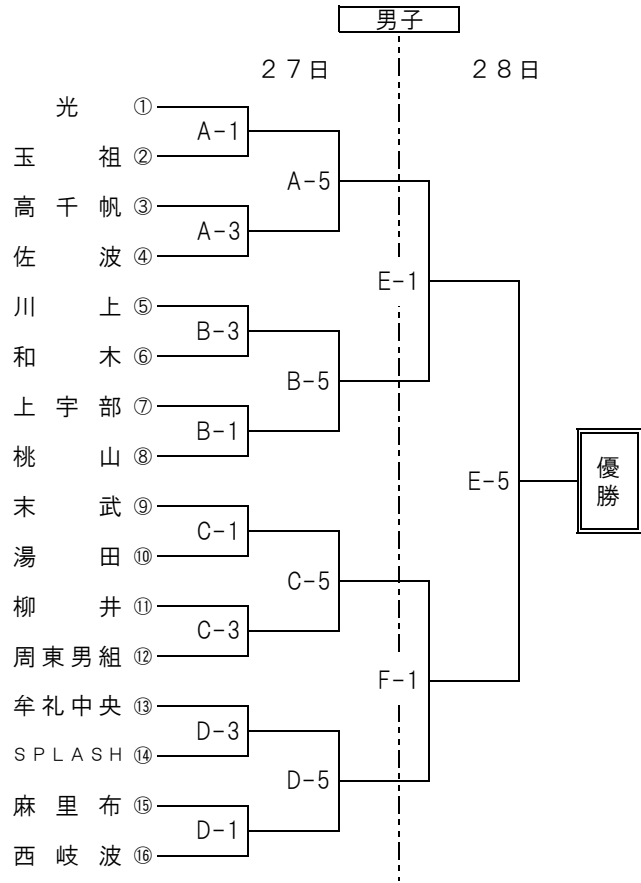 男子
２７日 ２８日
光 ①
A-1
玉祖 ②
A-5
高千帆 ③
A-3
佐波 ④
E-1
川上 ⑤
B-3
和木 ⑥
B-5
上宇部 ⑦
B-1
桃山 ⑧
E-5
優勝
末武 ⑨
C-1
湯田 ⑩
C-5
柳井 ⑪
C-3
周東男組 ⑫
F-1
牟礼中央 ⑬
D-3
ＳＰＬＡＳＨ ⑭
D-5
麻里布 ⑮
D-1
西岐波 ⑯